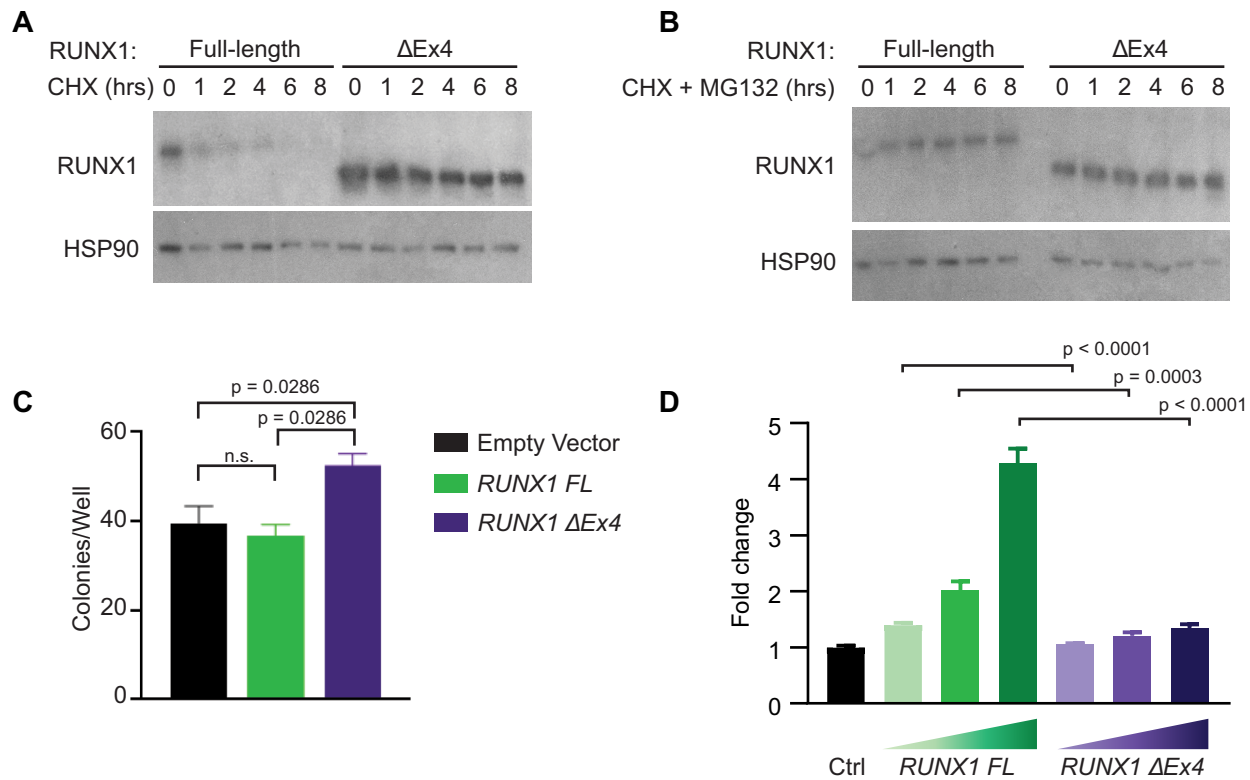 A
RUNX1: Full-length ΔEx4
CHX (hrs) 0 1 2 4 6 8 0 1 2 4 6 8
RUNX1
HSP90
B
RUNX1: Full-length ΔEx4
CHX + MG132 (hrs) 0 1 2 4 6 8 0 1 2 4 6 8
RUNX1
HSP90
C
p = 0.0286
p = 0.0286
n.s.
60
40
20
0
Colonies/Well
Empty Vector
RUNX1 FL
RUNX1 ΔEx4
D
p < 0.0001
p = 0.0003
p < 0.0001
5
4
3
2
1
0
Fold change
Ctrl RUNX1 FL RUNX1 ΔEx4